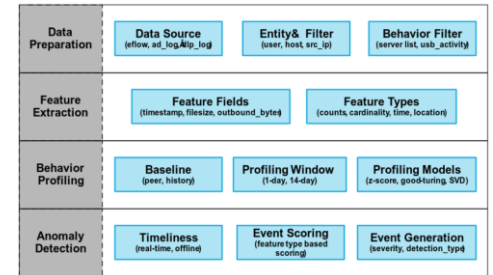 Data
Preparation
Data Source
(eflow, ad_log, dlp_log)
Entity& Filter
(user, host, src_ip)
Behavior Filter
(server list, usb_activity)
Feature
Extraction
Feature Fields
(timestamp, filesize, outbound_bytes)
Feature Types
(counts, cardinality, time, location)
Behavior
Profiling
Baseline
(peer, history)
Profiling Window
(1-day, 14-day)
Profiling Models
(z-score, good-turing, SVD)
Anomaly
Detection
Timeliness
(real-time, offline)
Event Scoring
(feature type based
scoring)
Event Generation
(severity, detection_type)